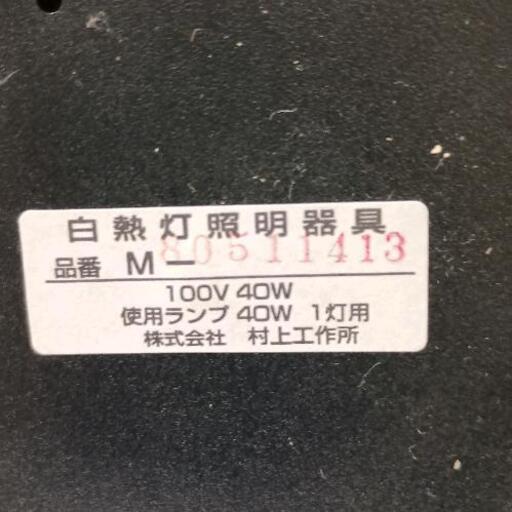 白熱灯照明器具
品番 M－80511413
100V 40W
使用ランプ 40W 1灯用
株式会社 村上工作所